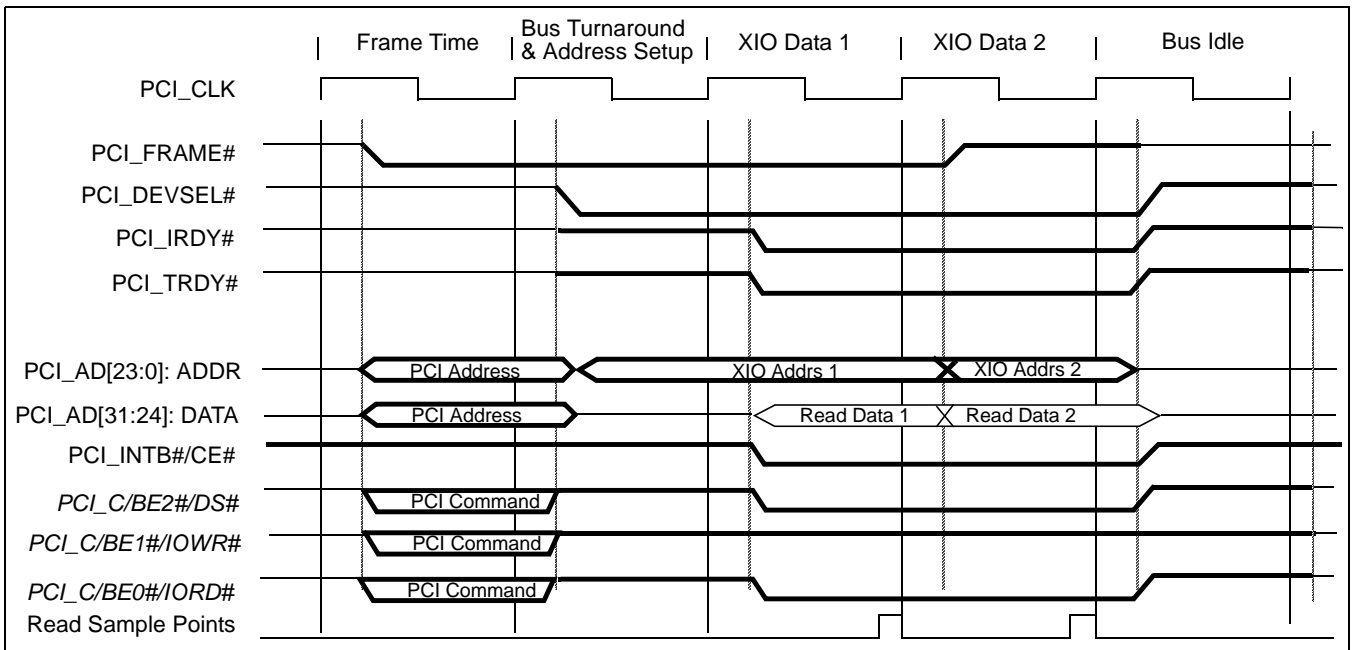 Frame Time
Bus Turnaround
& Address Setup
XIO Data 1
XIO Data 2
Bus Idle
PCI_CLK
PCI_FRAME#
PCI_DEVSEL#
PCI_IRDY#
PCI_TRDY#
PCI_AD[23:0]: ADDR
PCI Address
XIO Addrs 1
XIO Addrs 2
PCI_AD[31:24]: DATA
PCI Address
Read Data 1
Read Data 2
PCI_INTB#/CE#
PCI_C/BE2#/DS#
PCI Command
PCI_C/BE1#/IOWR#
PCI Command
PCI_C/BE0#/IORD#
PCI Command
Read Sample Points